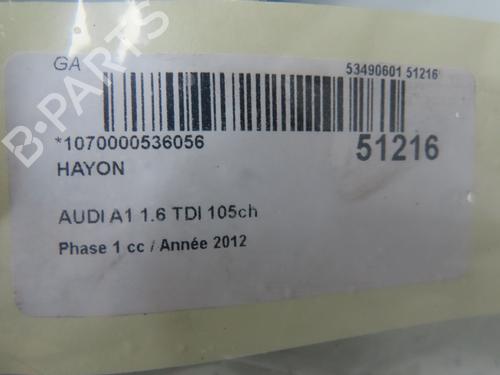 GA
53490601 51216
*1070000536056
51216
HAYON
AUDI A1 1.6 TDI 105ch
Phase 1 cc / Année 2012
B-PARTS